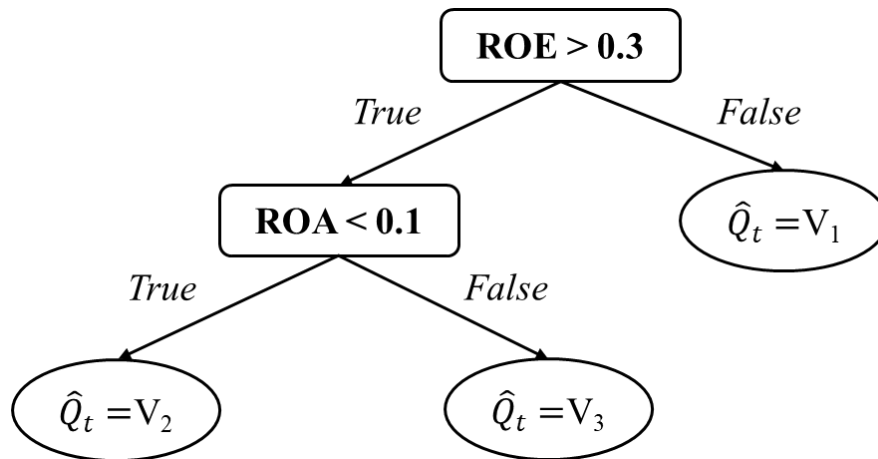 ROE > 0.3
True
False
ROA < 0.1
Q̂ₜ = V₁
True
False
Q̂ₜ = V₂
Q̂ₜ = V₃